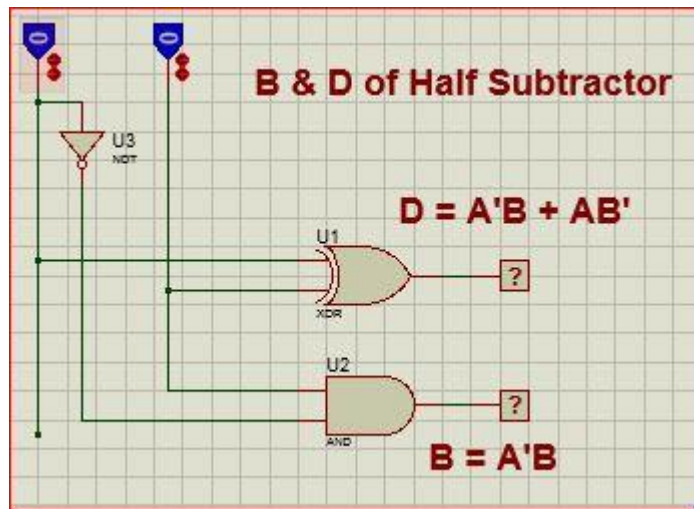 0 0
B & D of Half Subtractor
U3
NOT
D = A'B + AB'
U1
?
XOR
U2
?
AND
B = A'B